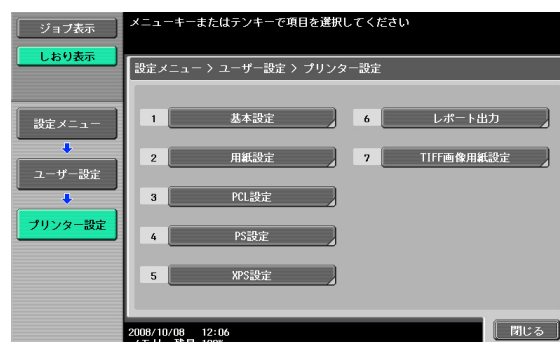 ジョブ表示
しおり表示
設定メニュー
ユーザー設定
プリンター設定
メニューキーまたはテンキーで項目を選択してください
設定メニュー > ユーザー設定 > プリンター設定
1 基本設定
2 用紙設定
3 PCL設定
4 PS設定
5 XPS設定
6 レポート出力
7 TIFF画像用紙設定
2008/10/08 12:06
閉じる